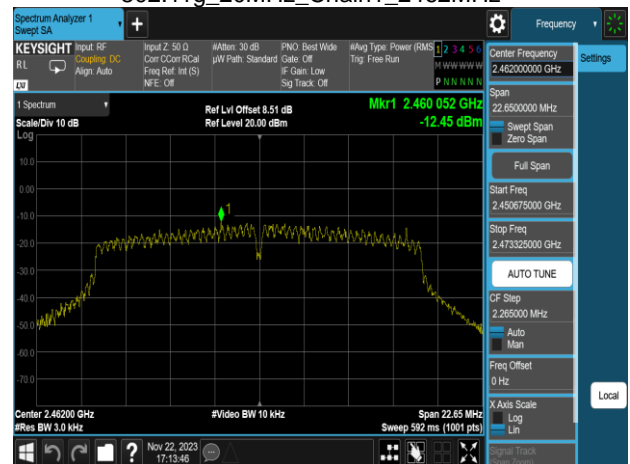 Spectrum Analyzer 1
Swept SA
Frequency
KEYSIGHT
RL
LXI
Input: RF
Coupling: DC
Align: Auto
Input Z: 50 Ω
Corr CCorr RCal
Freq Ref: Int (S)
NFE: Off
#Atten: 30 dB
µW Path: Standard
PNO: Best Wide
Gate: Off
IF Gain: Low
Sig Track: Off
#Avg Type: Power (RMS
Trig: Free Run
1 2 3 4 5 6
M W W W W W
P N N N N N
1 Spectrum
Scale/Div 10 dB
Log
Ref Lvl Offset 8.51 dB
Ref Level 20.00 dBm
Mkr1 2.460 052 GHz
-12.45 dBm
10.0
0.00
-10.0
-20.0
-30.0
-40.0
-50.0
-60.0
-70.0
1
Center 2.46200 GHz
#Res BW 3.0 kHz
#Video BW 10 kHz
Span 22.65 MHz
Sweep 592 ms (1001 pts)
Nov 22, 2023
17:13:46
Center Frequency
2.462000000 GHz
Span
22.6500000 MHz
Swept Span
Zero Span
Full Span
Start Freq
2.450675000 GHz
Stop Freq
2.473325000 GHz
AUTO TUNE
CF Step
2.265000 MHz
Auto
Man
Freq Offset
0 Hz
X Axis Scale
Log
Lin
Signal Track
(Span Zoom)
Settings
Local